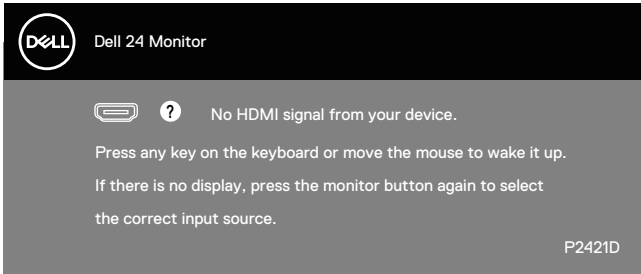 DELL
Dell 24 Monitor
? No HDMI signal from your device.
Press any key on the keyboard or move the mouse to wake it up.
If there is no display, press the monitor button again to select
the correct input source.
P2421D